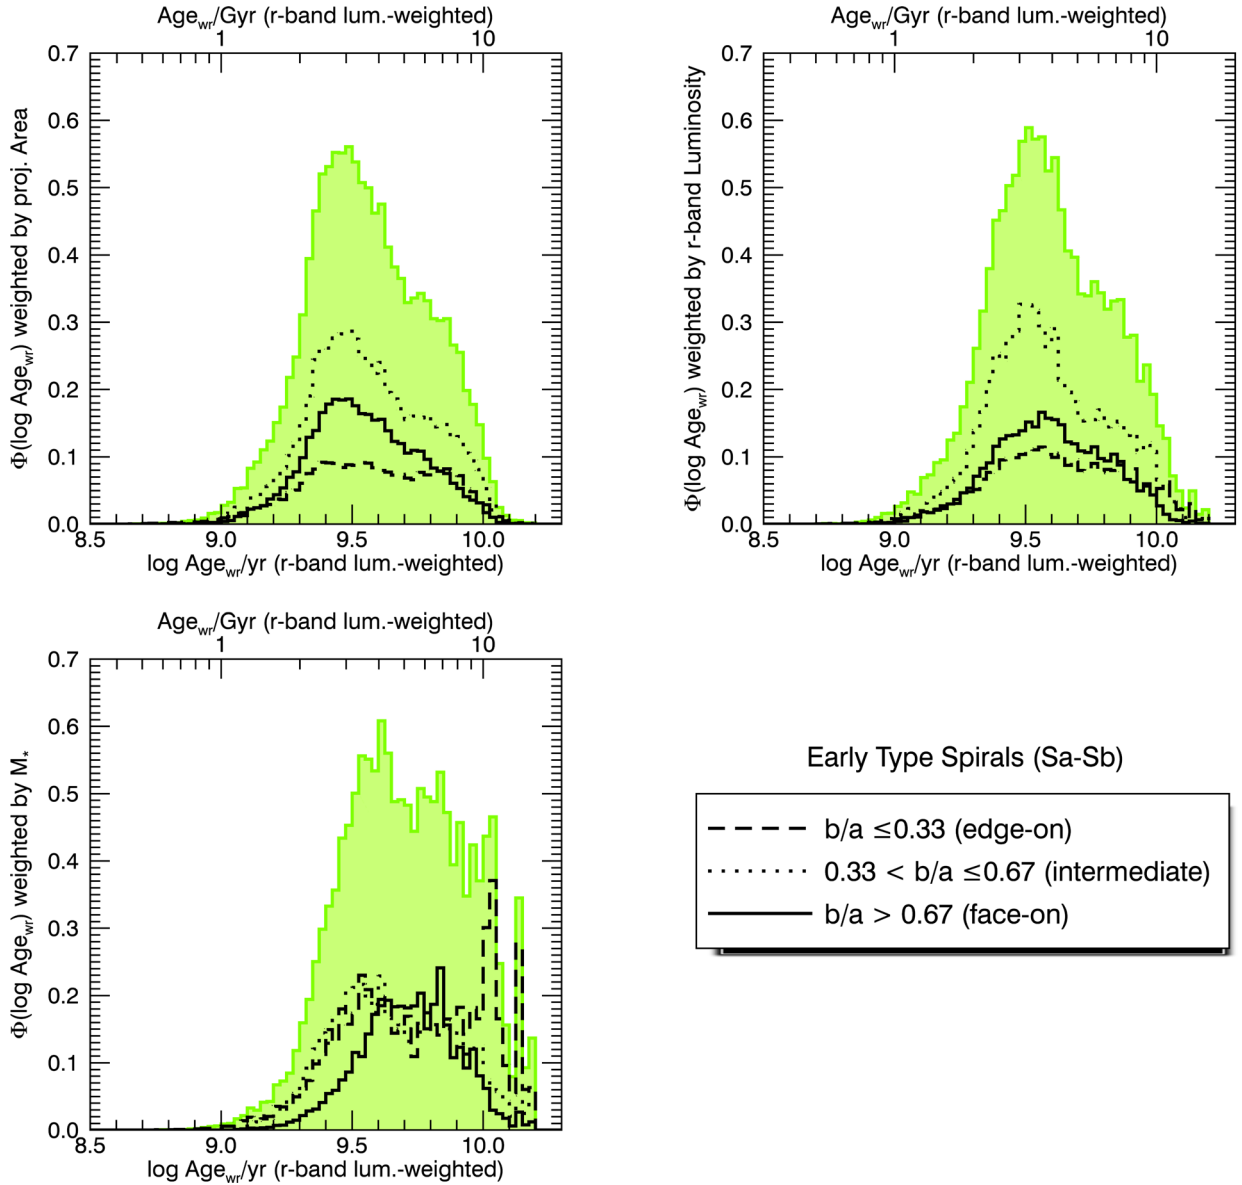 Age_wr/Gyr (r-band lum.-weighted)
1 10
0.7
0.6
0.5
0.4
0.3
0.2
0.1
0.0
Φ(log Age_wr) weighted by proj. Area
8.5 9.0 9.5 10.0
log Age_wr/yr (r-band lum.-weighted)
Age_wr/Gyr (r-band lum.-weighted)
1 10
0.7
0.6
0.5
0.4
0.3
0.2
0.1
0.0
Φ(log Age_wr) weighted by r-band Luminosity
8.5 9.0 9.5 10.0
log Age_wr/yr (r-band lum.-weighted)
Age_wr/Gyr (r-band lum.-weighted)
1 10
0.7
0.6
0.5
0.4
0.3
0.2
0.1
0.0
Φ(log Age_wr) weighted by M_*
8.5 9.0 9.5 10.0
log Age_wr/yr (r-band lum.-weighted)
Early Type Spirals (Sa-Sb)
b/a ≤0.33 (edge-on)
0.33 < b/a ≤0.67 (intermediate)
b/a > 0.67 (face-on)